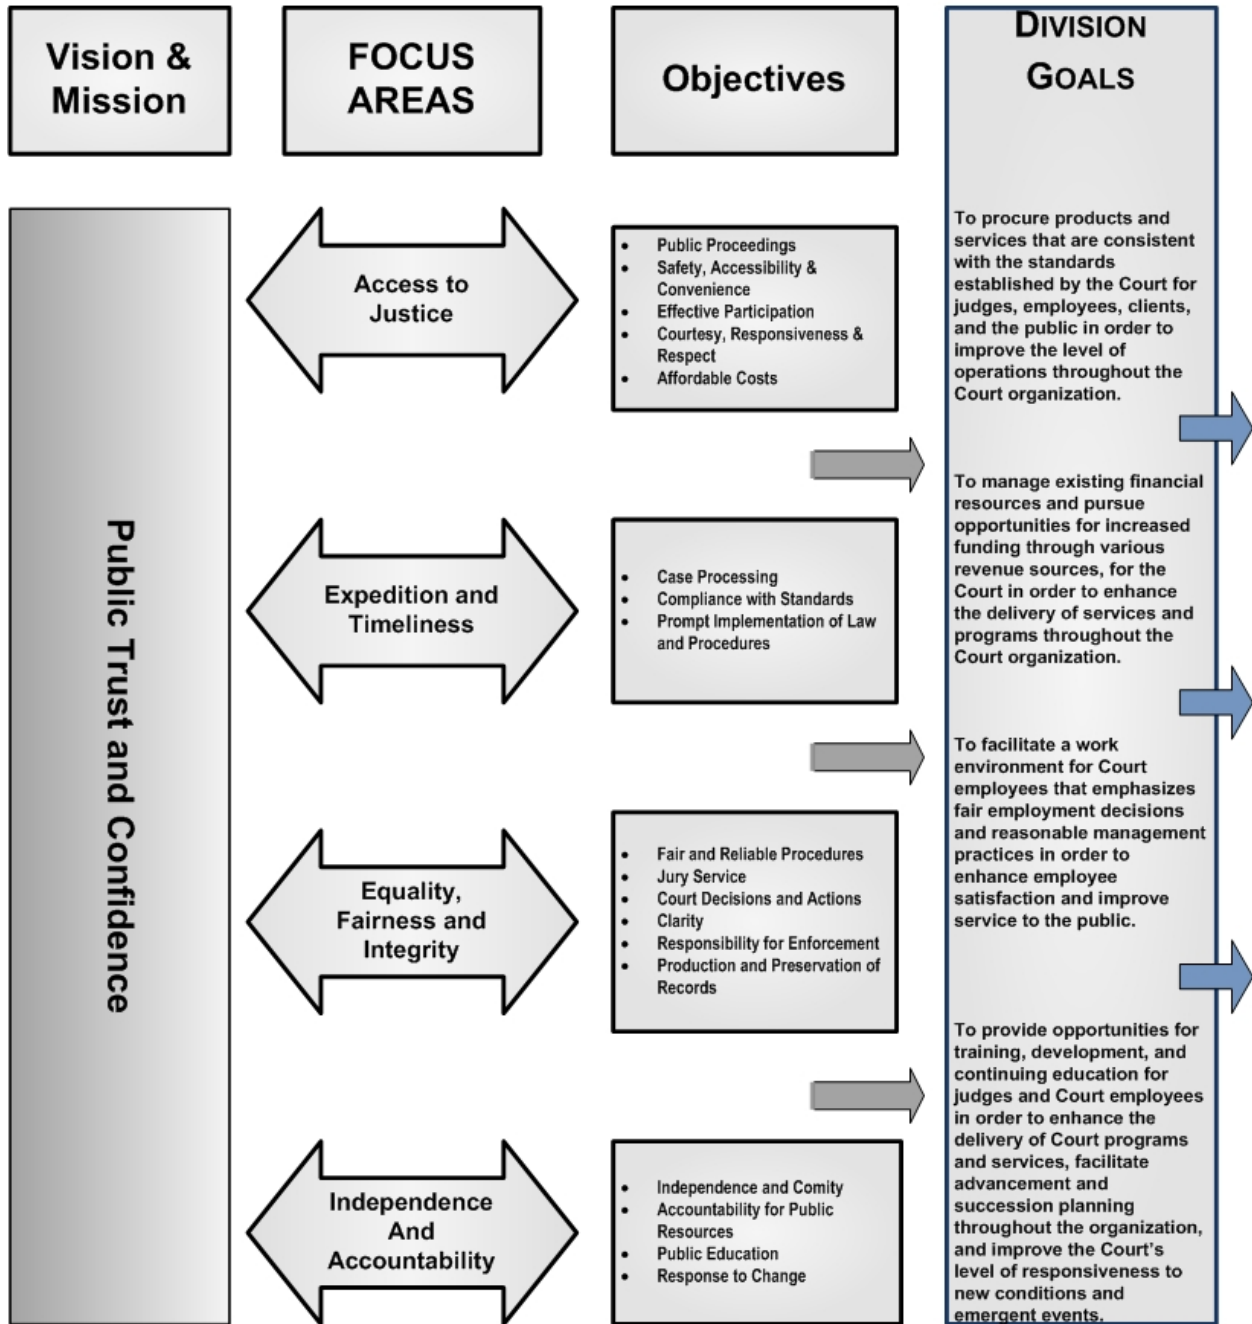 Vision &
Mission
FOCUS
AREAS
Objectives
DIVISION
GOALS
Public Trust and Confidence
Access to
Justice
• Public Proceedings
• Safety, Accessibility &
Convenience
• Effective Participation
• Courtesy, Responsiveness &
Respect
• Affordable Costs
Expedition and
Timeliness
• Case Processing
• Compliance with Standards
• Prompt Implementation of Law
and Procedures
Equality,
Fairness and
Integrity
• Fair and Reliable Procedures
• Jury Service
• Court Decisions and Actions
• Clarity
• Responsibility for Enforcement
• Production and Preservation of
Records
Independence
And
Accountability
• Independence and Comity
• Accountability for Public
Resources
• Public Education
• Response to Change
To procure products and
services that are consistent
with the standards
established by the Court for
judges, employees, clients,
and the public in order to
improve the level of
operations throughout the
Court organization.
To manage existing financial
resources and pursue
opportunities for increased
funding through various
revenue sources, for the
Court in order to enhance
the delivery of services and
programs throughout the
Court organization.
To facilitate a work
environment for Court
employees that emphasizes
fair employment decisions
and reasonable management
practices in order to
enhance employee
satisfaction and improve
service to the public.
To provide opportunities for
training, development, and
continuing education for
judges and Court employees
in order to enhance the
delivery of Court programs
and services, facilitate
advancement and
succession planning
throughout the organization,
and improve the Court's
level of responsiveness to
new conditions and
emergent events.